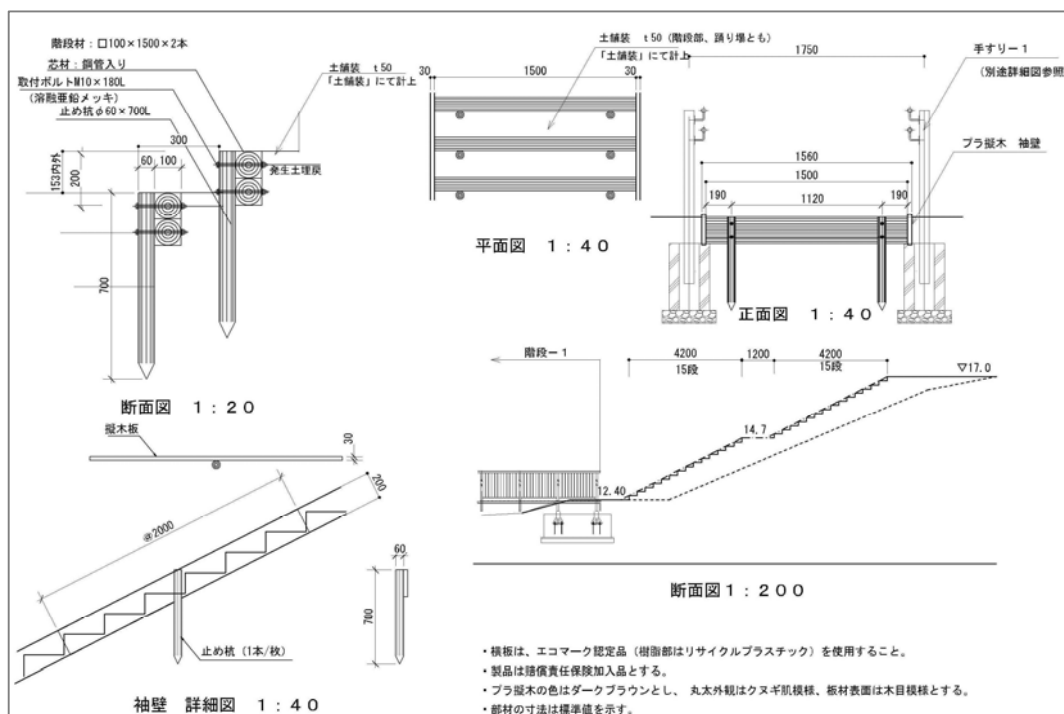 階段材：□100×1500×2本
芯材：鋼管入り
取付ボルトM10×180L
(溶融亜鉛メッキ)
止め杭φ60×700L
土舗装 t50
「土舗装」にて計上
300
60
100
153内外
200
発生土埋戻
700
断面図 1：20
土舗装 t50（階段部、踊り場とも）
「土舗装」にて計上
30
1500
30
平面図 1：40
1750
手すりー1
(別途詳細図参照
プラ擬木 袖壁
1560
1500
190
1120
190
正面図 1：40
擬木板
30
200
@2000
60
700
止め杭（1本/枚）
袖壁 詳細図 1：40
階段ー1
4200
1200
4200
15段
15段
▽17.0
14.7
12.40
断面図1：200
・横板は、エコマーク認定品（樹脂部はリサイクルプラスチック）を使用すること。
・製品は賠償責任保険加入品とする。
・プラ擬木の色はダークブラウンとし、 丸太外観はクヌギ肌模様、板材表面は木目模様とする。
・部材の寸法は標準値を示す。